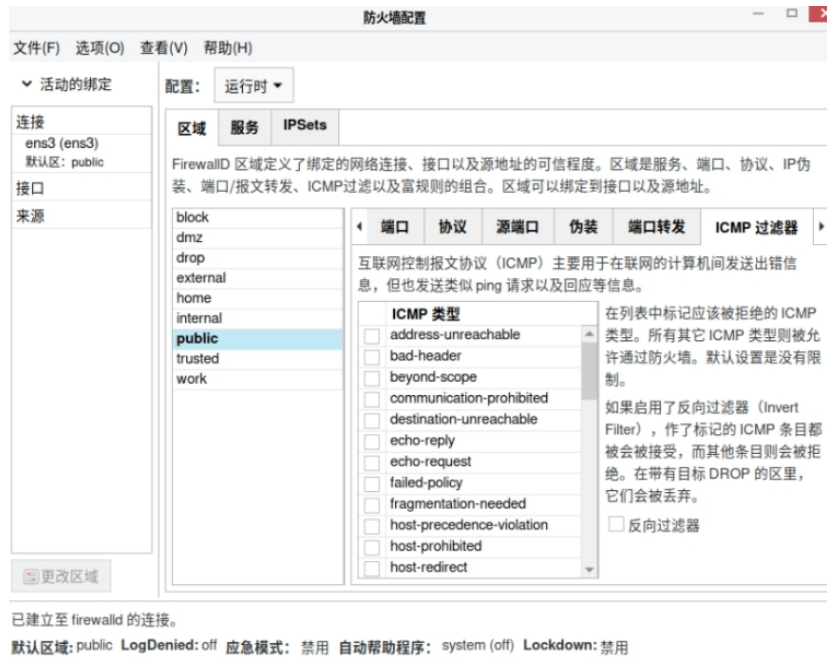 防火墙配置
文件(F) 选项(O) 查看(V) 帮助(H)
活动的绑定
连接
ens3 (ens3)
默认区: public
接口
来源
更改区域
配置: 运行时
区域 服务 IPSets
FirewallD 区域定义了绑定的网络连接、接口以及源地址的可信程度。区域是服务、端口、协议、IP伪
装、端口/报文转发、ICMP过滤以及富规则的组合。区域可以绑定到接口以及源地址。
block
dmz
drop
external
home
internal
public
trusted
work
端口 协议 源端口 伪装 端口转发 ICMP 过滤器
互联网控制报文协议（ICMP）主要用于在联网的计算机间发送出错信
息，但也发送类似 ping 请求以及回应等信息。
ICMP 类型
address-unreachable
bad-header
beyond-scope
communication-prohibited
destination-unreachable
echo-reply
echo-request
failed-policy
fragmentation-needed
host-precedence-violation
host-prohibited
host-redirect
在列表中标记应该被拒绝的 ICMP
类型。所有其它 ICMP 类型则被允
许通过防火墙。默认设置是没有限
制。
如果启用了反向过滤器（Invert
Filter），作了标记的 ICMP 条目都
被会被接受，而其他条目则会被拒
绝。在带有目标 DROP 的区里，
它们会被丢弃。
反向过滤器
已建立至 firewalld 的连接。
默认区域: public LogDenied: off 应急模式: 禁用 自动帮助程序: system (off) Lockdown: 禁用